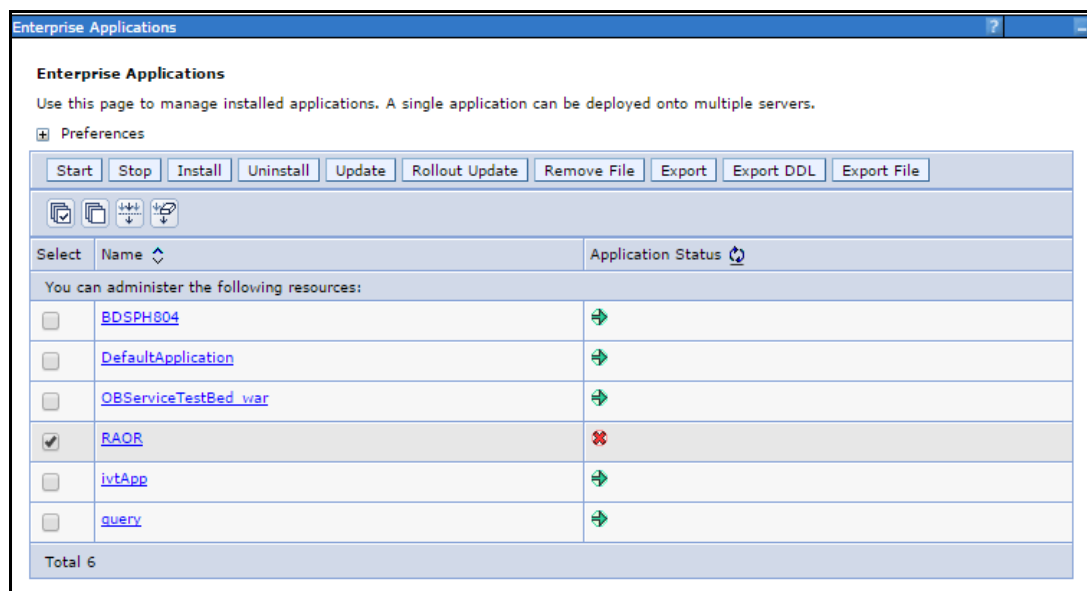 Enterprise Applications ?
Enterprise Applications
Use this page to manage installed applications. A single application can be deployed onto multiple servers.
Preferences
Start Stop Install Uninstall Update Rollout Update Remove File Export Export DDL Export File
Select Name Application Status
You can administer the following resources:
BDSPH804
DefaultApplication
OBServiceTestBed_war
RAOR
ivtApp
query
Total 6